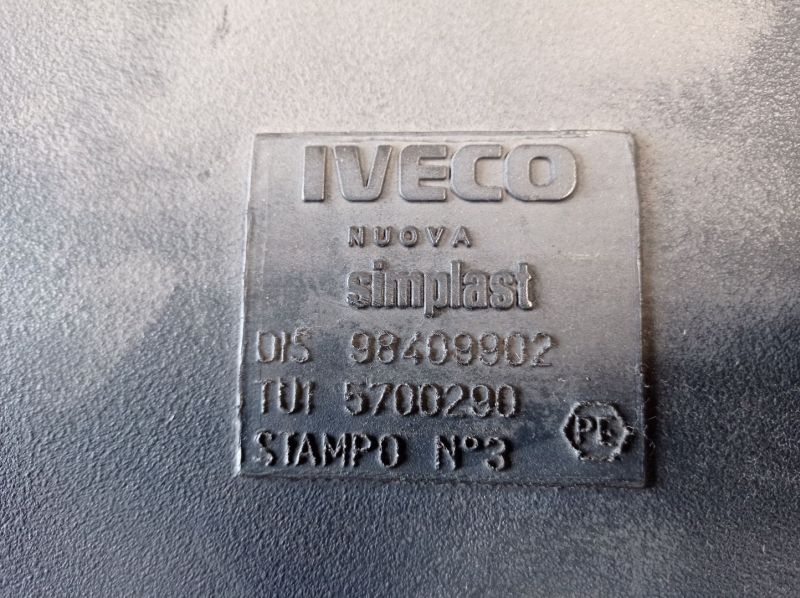 IVECO
NUOVA
simplast
DIS 98409902
TUI 5700290
STAMPO N°3
PE